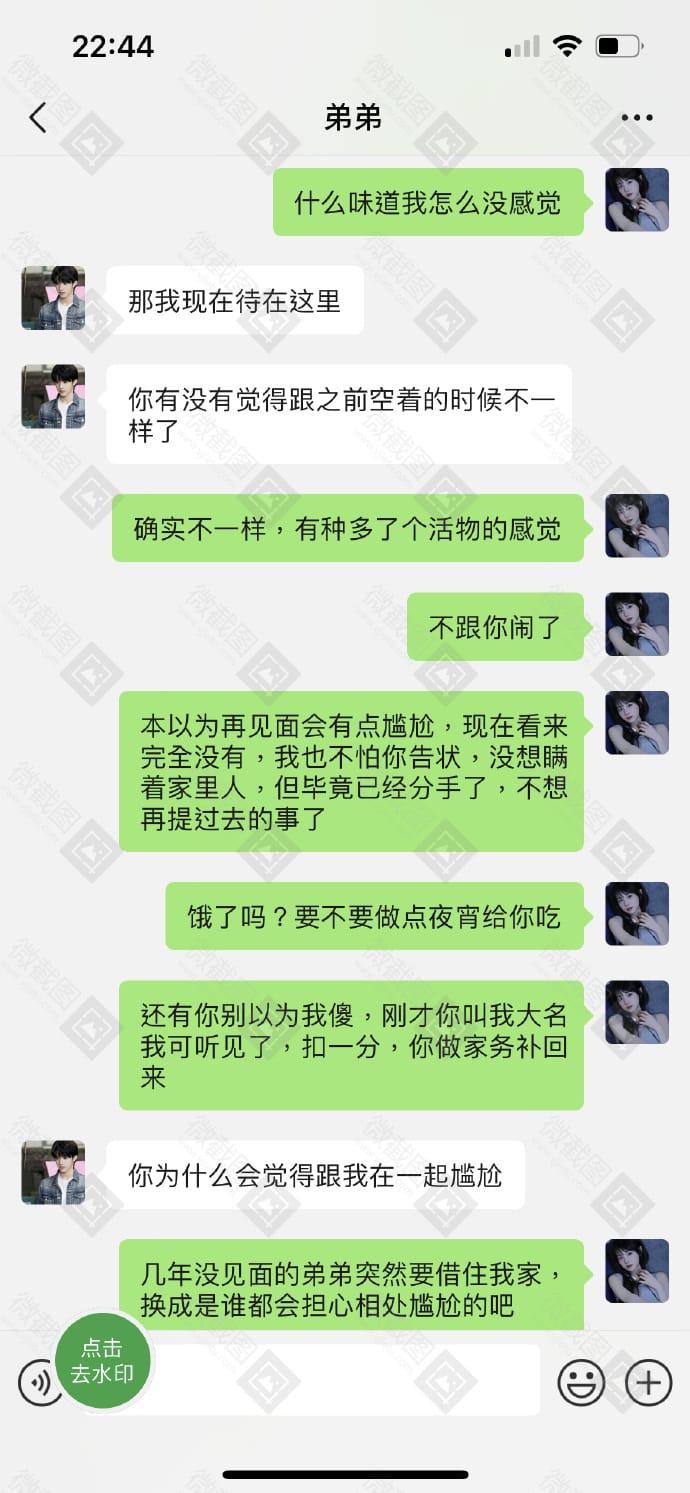 22:44
弟弟
什么味道我怎么没感觉
那我现在待在这里
你有没有觉得跟之前空着的时候不一
样了
确实不一样，有种多了个活物的感觉
不跟你闹了
本以为再见面会有点尴尬，现在看来
完全没有，我也不怕你告状，没想瞒
着家里人，但毕竟已经分手了，不想
再提过去的事了
饿了吗？要不要做点夜宵给你吃
还有你别以为我傻，刚才你叫我大名
我可听见了，扣一分，你做家务补回
来
你为什么会觉得跟我在一起尴尬
几年没见面的弟弟突然要借住我家，
换成是谁都会担心相处尴尬的吧
点击
去水印
微截图